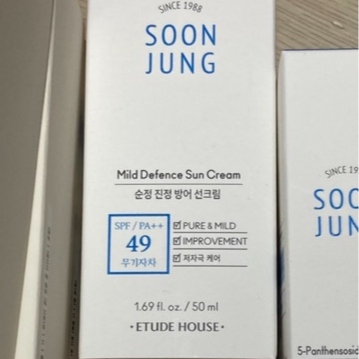 SINCE 1988
SOON
JUNG
Mild Defence Sun Cream
순정 진정 방어 선크림
SPF / PA++
49
무기자차
PURE & MILD
IMPROVEMENT
저자극 케어
1.69 fl. oz. / 50 ml
• ETUDE HOUSE •
SINCE 19
SOO
JUN
5-Panthensosid